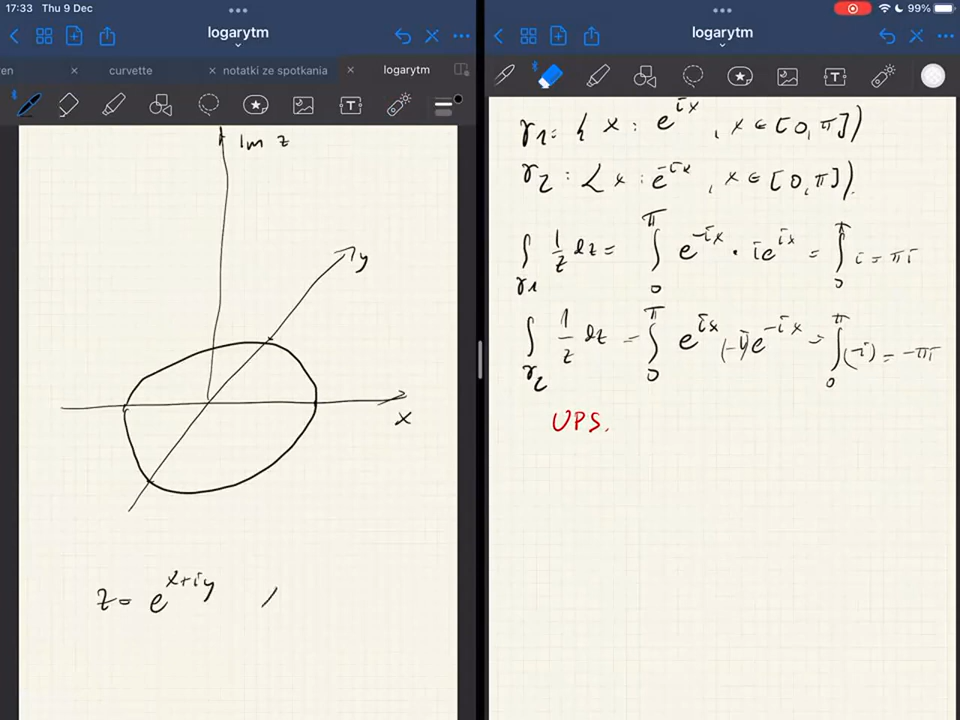 17:33 Thu 9 Dec
99%
logarytm
logarytm
ren
curvette
notatki ze spotkania
logarytm
Im z
y
x
z = e^{x+iy} /
γ1: { x : e^{ix} , x ∈ [0, π] }
γ2 : { x : e^{-ix} , x ∈ [0, π] }
∫_{γ1} 1/z dz = ∫_0^π e^{-ix} · i e^{ix} = ∫_0^π i = πi
∫_{γ2} 1/z dz = ∫_0^π e^{ix} (-i) e^{-ix} = ∫_0^π (-i) = -πi
UPS.